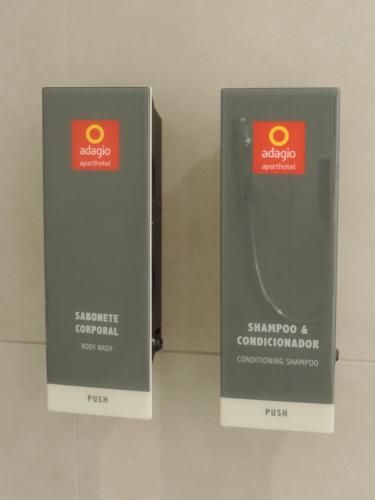 adagio
aparthotel
SABONETE
CORPORAL
BODY WASH
PUSH
adagio
aparthotel
SHAMPOO &
CONDICIONADOR
CONDITIONING SHAMPOO
PUSH